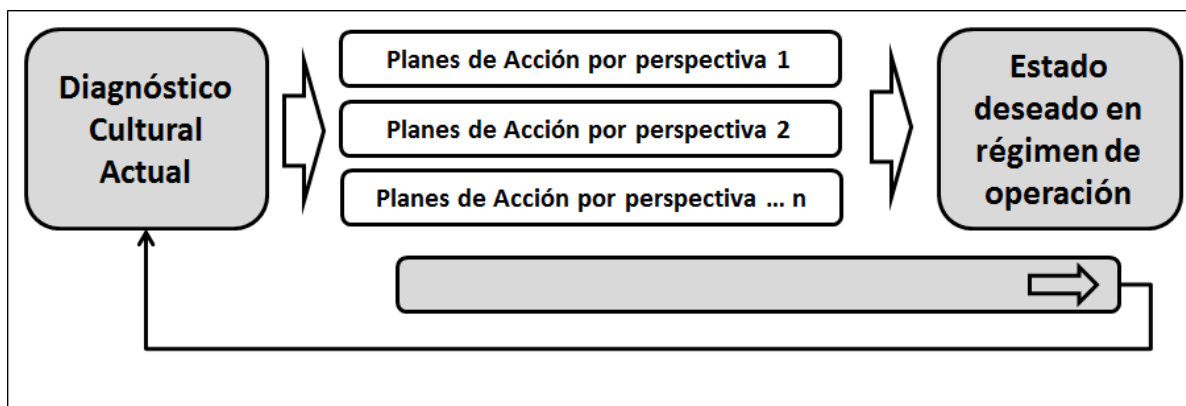 Diagnóstico
Cultural
Actual
Planes de Acción por perspectiva 1
Planes de Acción por perspectiva 2
Planes de Acción por perspectiva ... n
Estado
deseado en
régimen de
operación